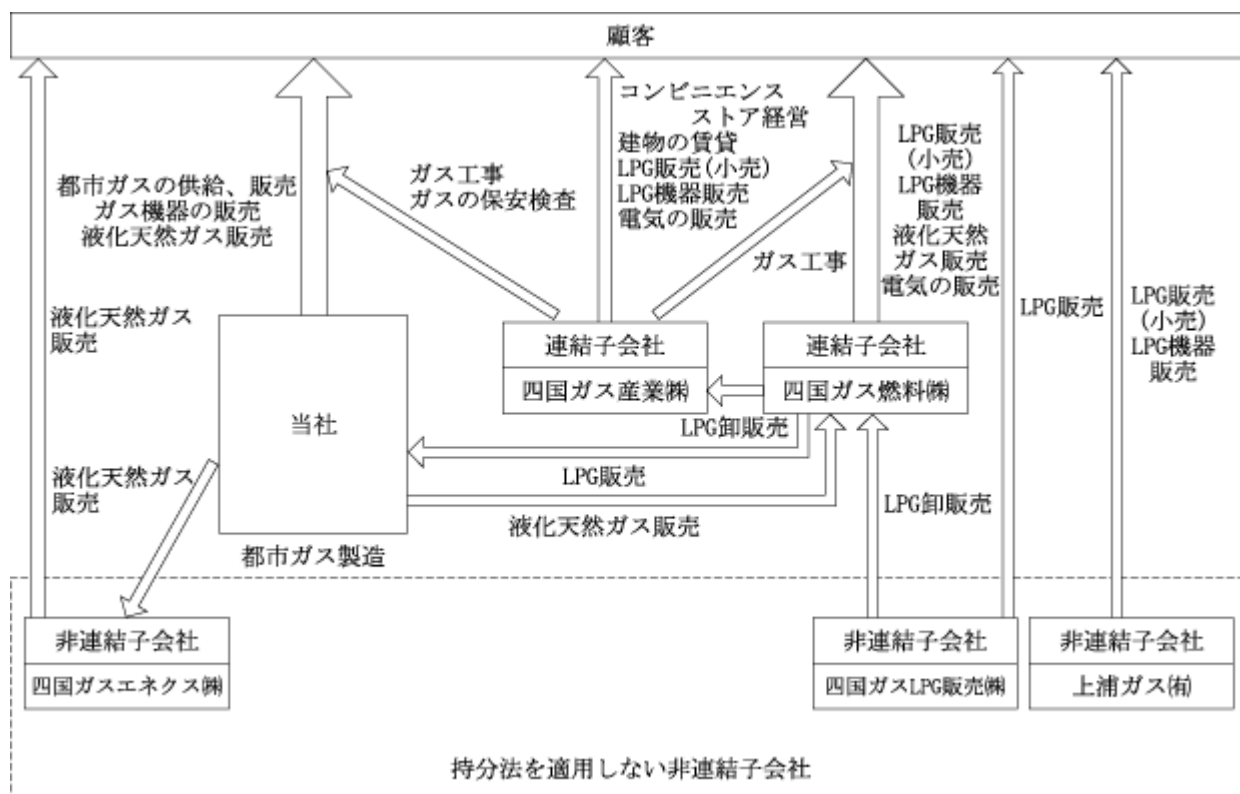 顧客
コンビニエンス
ストア経営
建物の賃貸
LPG販売(小売)
LPG機器販売
電気の販売
LPG販売
(小売)
LPG機器
販売
液化天然
ガス販売
電気の販売
都市ガスの供給、販売
ガス機器の販売
液化天然ガス販売
ガス工事
ガスの保安検査
ガス工事
LPG販売
LPG販売
(小売)
LPG機器
販売
液化天然ガス
販売
連結子会社
四国ガス産業㈱
連結子会社
四国ガス燃料㈱
当社
LPG卸販売
LPG販売
液化天然ガス販売
LPG卸販売
液化天然ガス
販売
都市ガス製造
非連結子会社
四国ガスエネクス㈱
非連結子会社
四国ガスLPG販売㈱
非連結子会社
上浦ガス㈲
持分法を適用しない非連結子会社